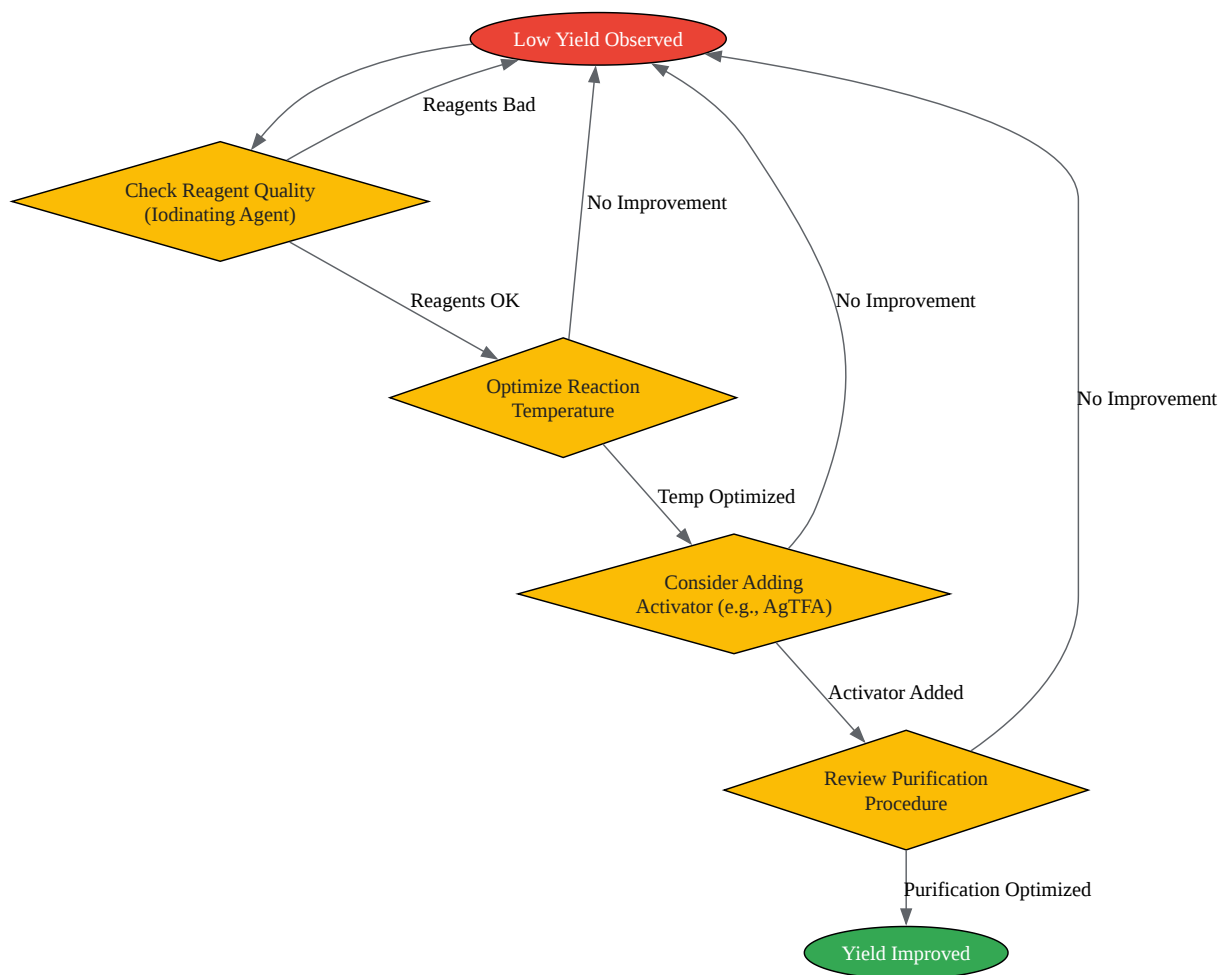 Low Yield Observed
Reagents Bad
Check Reagent Quality
(Iodinating Agent)
No Improvement
Reagents OK
No Improvement
Optimize Reaction
Temperature
No Improvement
Temp Optimized
Consider Adding
Activator (e.g., AgTFA)
Activator Added
Review Purification
Procedure
Purification Optimized
Yield Improved